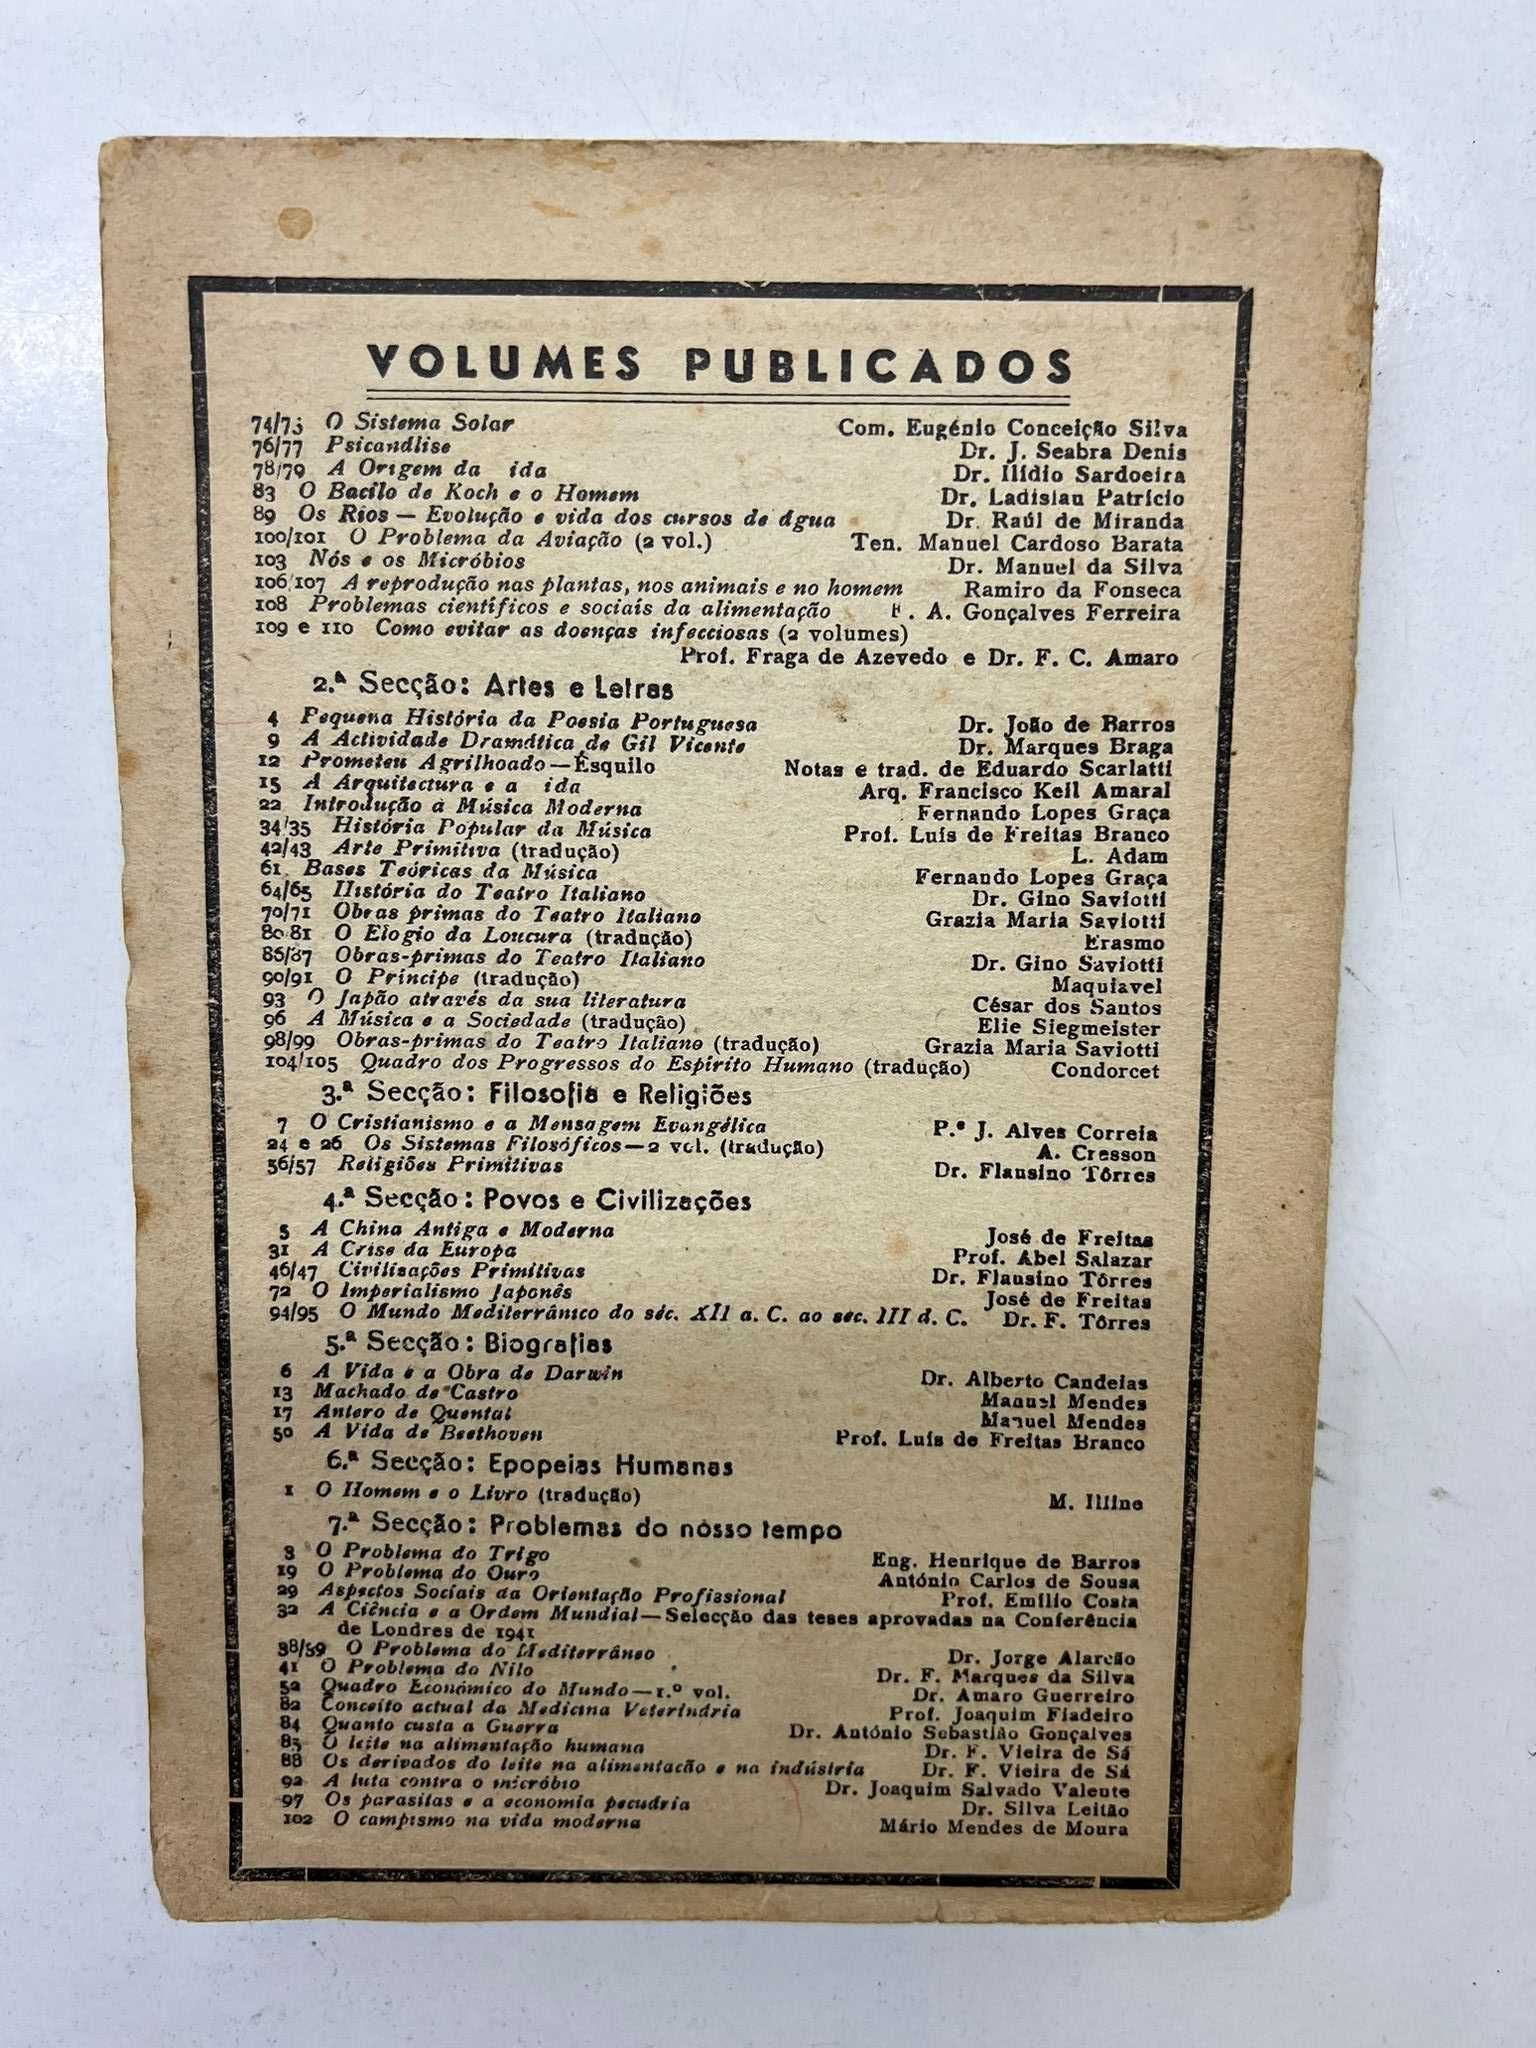 VOLUMES PUBLICADOS
74/75 O Sistema Solar Com. Eugénio Conceição Silva
76/77 Psicanálise Dr. J. Seabra Denis
78/79 A Origem da ida Dr. Ilídio Sardoeira
83 O Bacilo de Koch e o Homem Dr. Ladislau Patrício
89 Os Rios — Evolução e vida dos cursos de água Dr. Raúl de Miranda
100/101 O Problema da Aviação (2 vol.) Ten. Manuel Cardoso Barata
103 Nós e os Micróbios Dr. Manuel da Silva
106/107 A reprodução nas plantas, nos animais e no homem Ramiro da Fonseca
108 Problemas científicos e sociais da alimentação F. A. Gonçalves Ferreira
109 e 110 Como evitar as doenças infecciosas (2 volumes)
Prof. Fraga de Azevedo e Dr. F. C. Amaro
2.ª Secção: Artes e Letras
4 Pequena História da Poesia Portuguesa Dr. João de Barros
9 A Actividade Dramática de Gil Vicente Dr. Marques Braga
12 Prometeu Agrilhoado — Ésquilo Notas e trad. de Eduardo Scarlatti
15 A Arquitectura e a ida Arq. Francisco Keil Amaral
22 Introdução à Música Moderna Fernando Lopes Graça
34/35 História Popular da Música Prof. Luís de Freitas Branco
42/43 Arte Primitiva (tradução) L. Adam
61 Bases Teóricas da Música Fernando Lopes Graça
64/65 História do Teatro Italiano Dr. Gino Saviotti
70/71 Obras primas do Teatro Italiano Grazia Maria Saviotti
80/81 O Elogio da Loucura (tradução) Erasmo
86/87 Obras-primas do Teatro Italiano Dr. Gino Saviotti
90/91 O Príncipe (tradução) Maquiavel
93 O Japão através da sua literatura César dos Santos
96 A Música e a Sociedade (tradução) Elie Siegmeister
98/99 Obras-primas do Teatro Italiano (tradução) Grazia Maria Saviotti
104/105 Quadro dos Progressos do Espírito Humano (tradução) Condorcet
3.ª Secção: Filosofia e Religiões
7 O Cristianismo e a Mensagem Evangélica P.e J. Alves Correia
24 e 26 Os Sistemas Filosóficos — 2 vol. (tradução) A. Cresson
56/57 Religiões Primitivas Dr. Flausino Tôrres
4.ª Secção: Povos e Civilizações
5 A China Antiga e Moderna José de Freitas
31 A Crise da Europa Prof. Abel Salazar
46/47 Civilisações Primitivas Dr. Flausino Tôrres
72 O Imperialismo Japonês José de Freitas
94/95 O Mundo Mediterrânico do séc. XII a. C. ao séc. III d. C. Dr. F. Tôrres
5.ª Secção: Biografias
6 A Vida e a Obra de Darwin Dr. Alberto Candeias
13 Machado de Castro Manuel Mendes
17 Antero de Quental Manuel Mendes
50 A Vida de Beethoven Prof. Luís de Freitas Branco
6.ª Secção: Epopeias Humanas
1 O Homem e o Livro (tradução) M. Iline
7.ª Secção: Problemas do nosso tempo
3 O Problema do Trigo Eng. Henrique de Barros
19 O Problema do Ouro António Carlos de Sousa
29 Aspectos Sociais da Orientação Profissional Prof. Emílio Costa
32 A Ciência e a Ordem Mundial — Selecção das teses aprovadas na Conferência
de Londres de 1941
38/39 O Problema do Mediterrâneo Dr. Jorge Alarcão
41 O Problema do Nilo Dr. F. Marques da Silva
52 Quadro Económico do Mundo — 1.º vol. Dr. Amaro Guerreiro
82 Conceito actual da Medicina Veterinária Prof. Joaquim Fiadeiro
84 Quanto custa a Guerra Dr. António Sebastião Gonçalves
85 O leite na alimentação humana Dr. F. Vieira de Sá
88 Os derivados do leite na alimentação e na indústria Dr. F. Vieira de Sá
92 A luta contra o micróbio Dr. Joaquim Salvado Valente
97 Os parasitas e a economia pecuária Dr. Silva Leitão
102 O campismo na vida moderna Mário Mendes de Moura